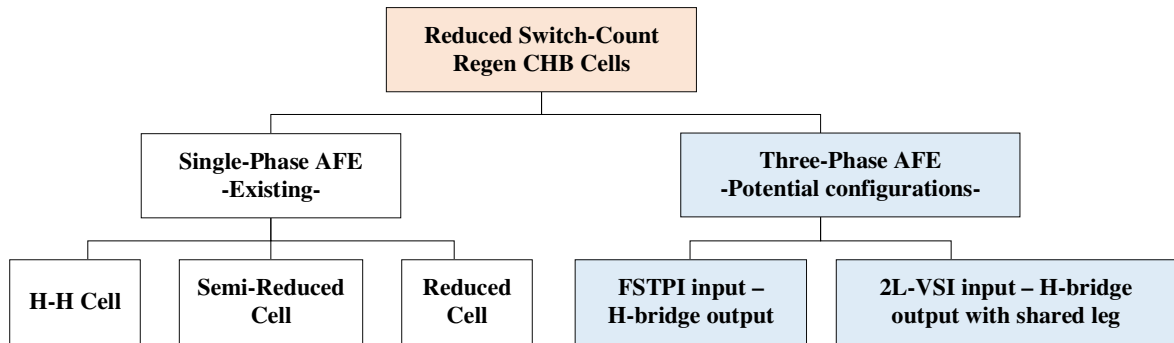 Reduced Switch-Count
Regen CHB Cells
Single-Phase AFE
-Existing-
Three-Phase AFE
-Potential configurations-
H-H Cell
Semi-Reduced
Cell
Reduced
Cell
FSTPI input –
H-bridge output
2L-VSI input – H-bridge
output with shared leg